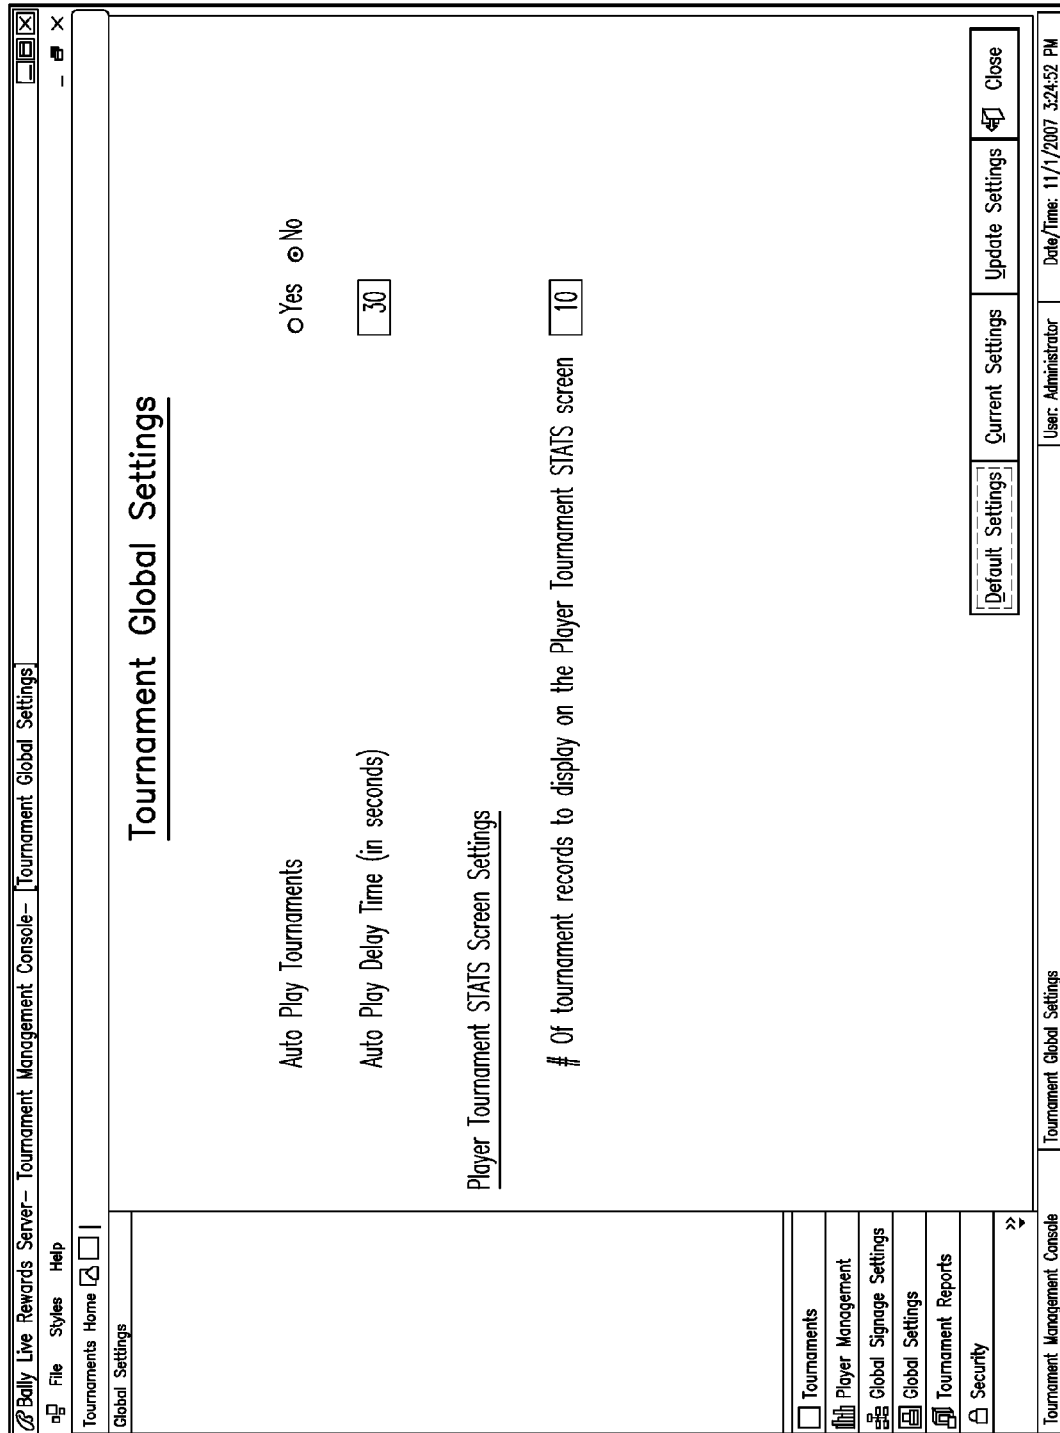 Bally Live Rewards Server- Tournament Management Console- [Tournament Global Settings]
File Styles Help
Tournaments Home
Global Settings
Tournament Global Settings
Auto Play Tournaments Yes No
Auto Play Delay Time (in seconds) 30
Player Tournament STATS Screen Settings
# Of tournament records to display on the Player Tournament STATS screen 10
Tournaments
Player Management
Global Signage Settings
Global Settings
Tournament Reports
Security
Default Settings Current Settings Update Settings Close
Tournament Management Console Tournament Global Settings User: Administrator Date/Time: 11/1/2007 3:24:52 PM